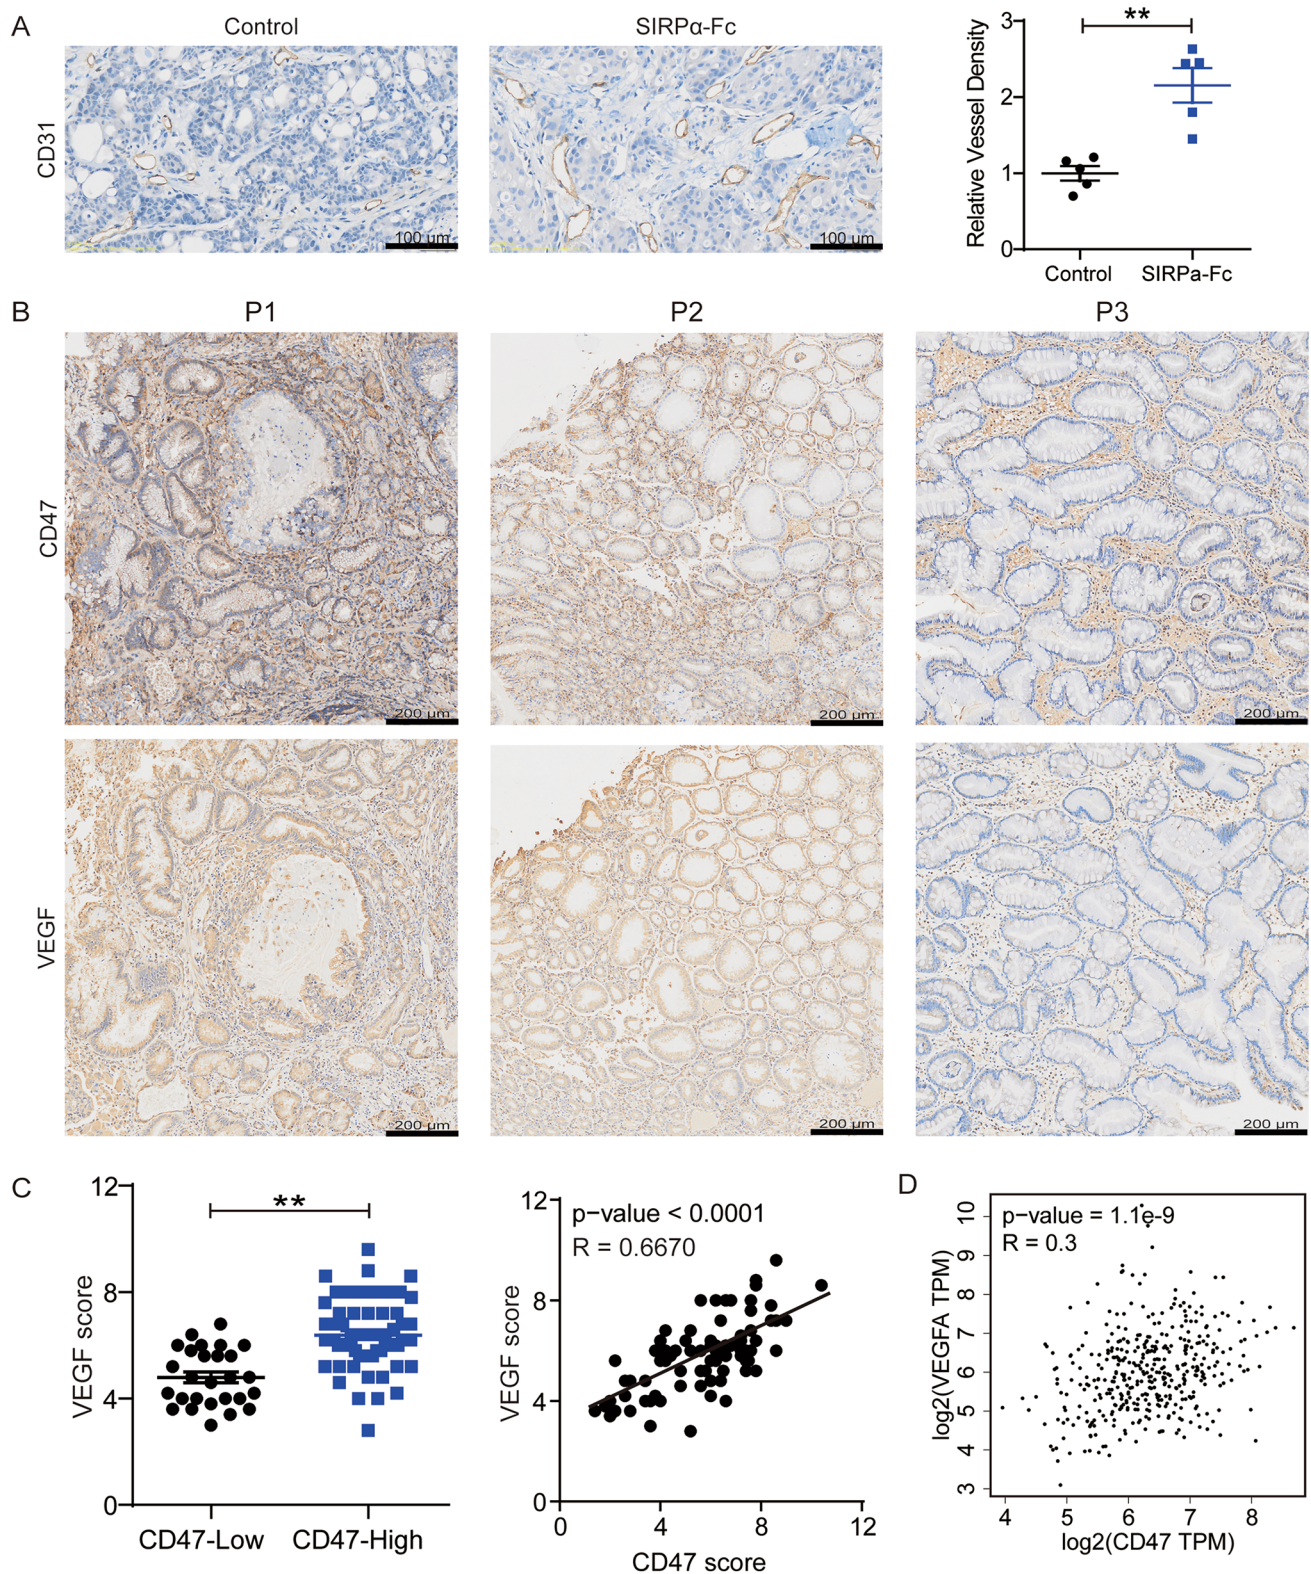 A
Control
SIRPα-Fc
CD31
100 µm
100 µm
**
Relative Vessel Density
3
2
1
0
Control
SIRPa-Fc
B
P1
P2
P3
CD47
200 µm
200 µm
200 µm
VEGF
200 µm
200 µm
200 µm
C
**
VEGF score
12
8
4
0
CD47-Low
CD47-High
p-value < 0.0001
R = 0.6670
VEGF score
12
8
4
0
0
4
8
12
CD47 score
D
p-value = 1.1e-9
R = 0.3
log2(VEGFA TPM)
10
9
8
7
6
5
4
3
4
5
6
7
8
log2(CD47 TPM)